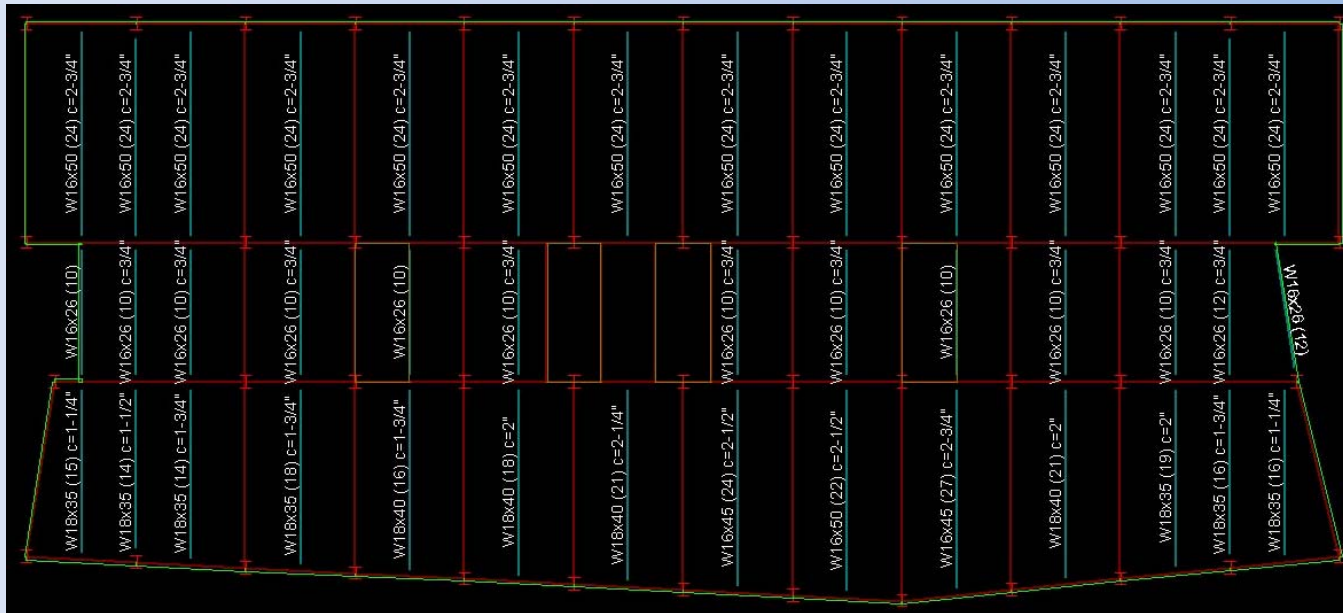 W16x50 (24) c=2-3/4"
W16x50 (24) c=2-3/4"
W16x50 (24) c=2-3/4"
W16x50 (24) c=2-3/4"
W16x50 (24) c=2-3/4"
W16x50 (24) c=2-3/4"
W16x50 (24) c=2-3/4"
W16x50 (24) c=2-3/4"
W16x50 (24) c=2-3/4"
W16x50 (24) c=2-3/4"
W16x50 (24) c=2-3/4"
W16x50 (24) c=2-3/4"
W16x50 (24) c=2-3/4"
W16x50 (24) c=2-3/4"
W16x26 (10)
W16x26 (10) c=3/4"
W16x26 (10) c=3/4"
W16x26 (10) c=3/4"
W16x26 (10)
W16x26 (10) c=3/4"
W16x26 (10) c=3/4"
W16x26 (10) c=3/4"
W16x26 (10)
W16x26 (10) c=3/4"
W16x26 (10) c=3/4"
W16x26 (12) c=3/4"
W16x26 (12)
W18x35 (15) c=1-1/4"
W18x35 (14) c=1-1/2"
W18x35 (14) c=1-3/4"
W18x35 (18) c=1-3/4"
W18x40 (16) c=1-3/4"
W18x40 (18) c=2"
W18x40 (21) c=2-1/4"
W16x45 (24) c=2-1/2"
W16x50 (22) c=2-1/2"
W16x45 (27) c=2-3/4"
W18x40 (21) c=2"
W18x35 (19) c=2"
W18x35 (16) c=1-3/4"
W18x35 (16) c=1-1/4"